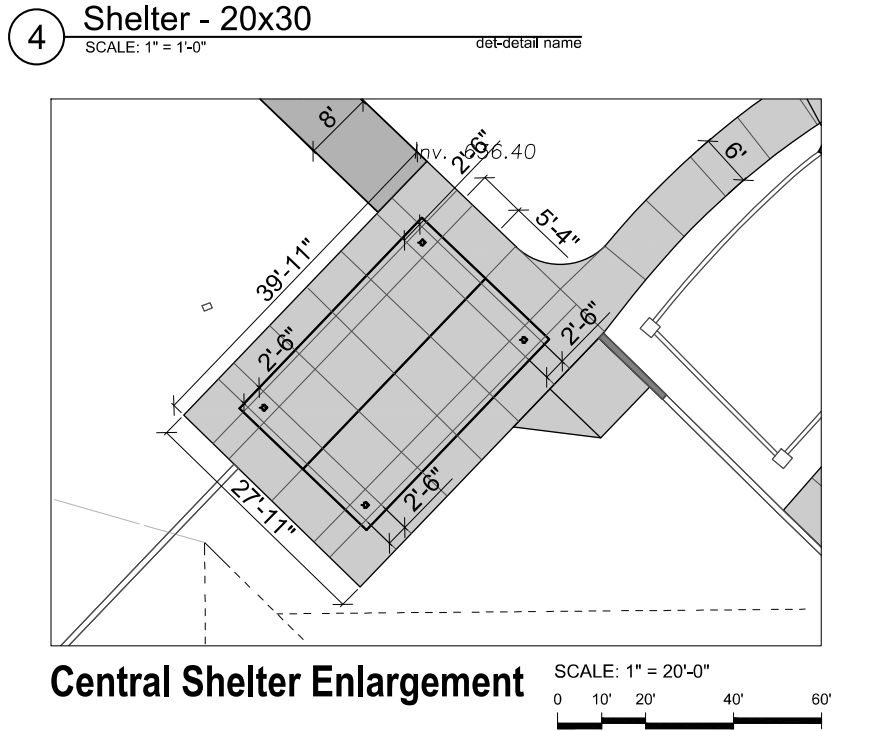 4
Shelter - 20x30
SCALE: 1" = 1'-0"
det-detail name
8'
2'-6"
6'
5'-4"
39'-11"
2'-6"
2'-6"
27'-11"
2'-6"
Central Shelter Enlargement
SCALE: 1" = 20'-0"
0 10' 20' 40' 60'